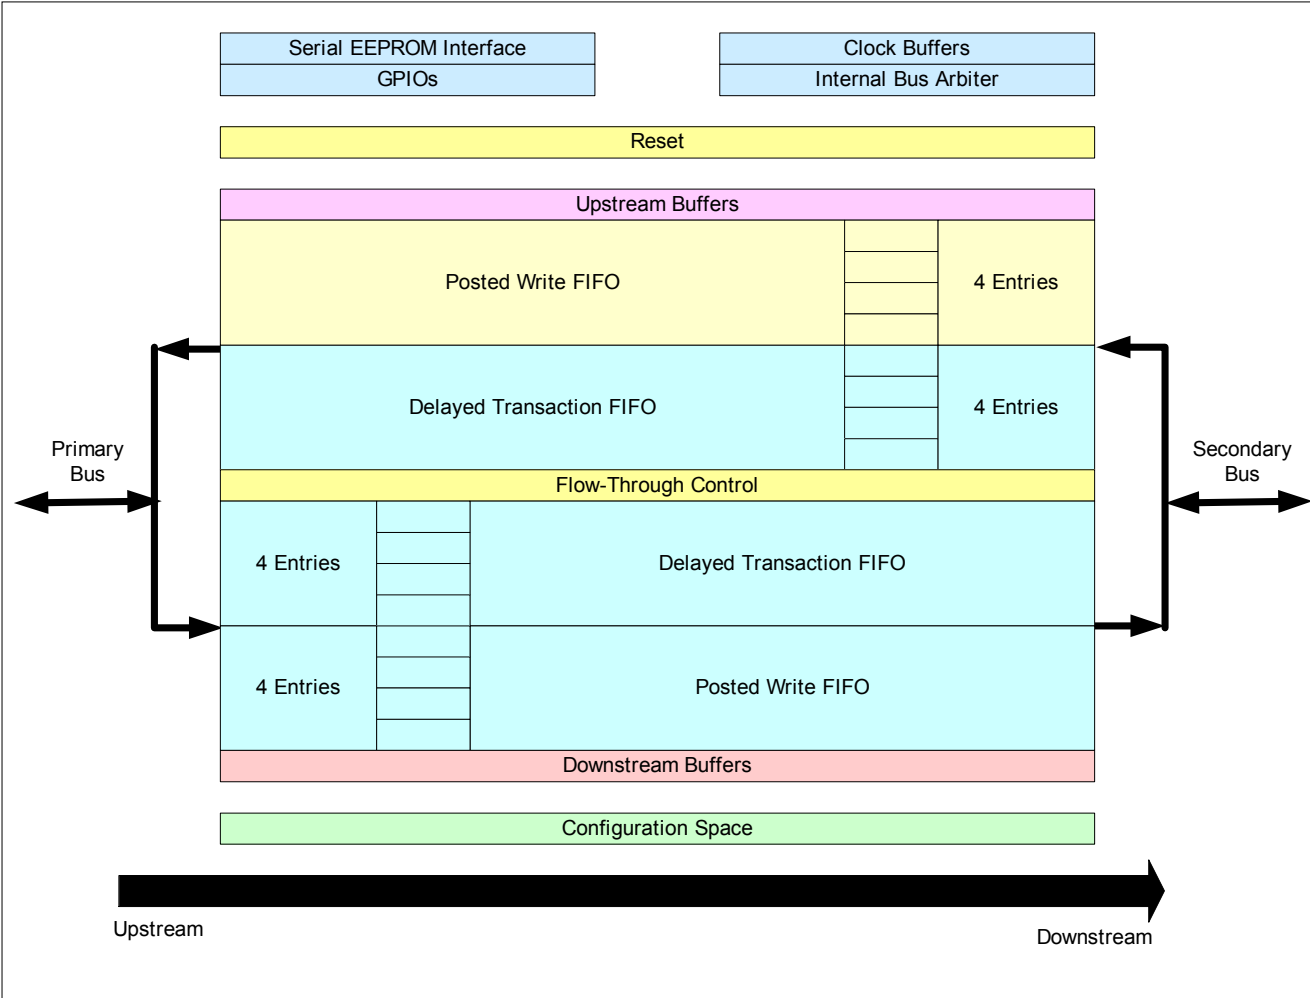 Serial EEPROM Interface
Clock Buffers
GPIOs
Internal Bus Arbiter
Reset
Upstream Buffers
Posted Write FIFO
4 Entries
Delayed Transaction FIFO
4 Entries
Primary
Bus
Secondary
Bus
Flow-Through Control
4 Entries
Delayed Transaction FIFO
4 Entries
Posted Write FIFO
Downstream Buffers
Configuration Space
Upstream
Downstream